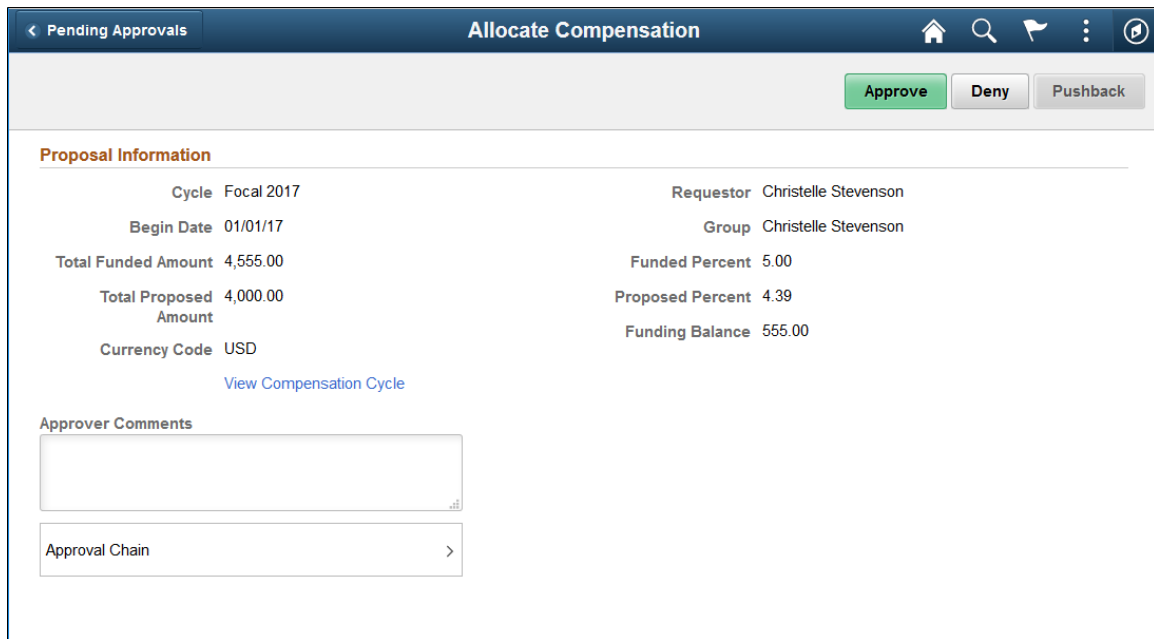 Pending Approvals
Allocate Compensation
Approve
Deny
Pushback
Proposal Information
Cycle Focal 2017
Requestor Christelle Stevenson
Begin Date 01/01/17
Group Christelle Stevenson
Total Funded Amount 4,555.00
Funded Percent 5.00
Total Proposed 4,000.00
Amount
Proposed Percent 4.39
Funding Balance 555.00
Currency Code USD
View Compensation Cycle
Approver Comments
Approval Chain